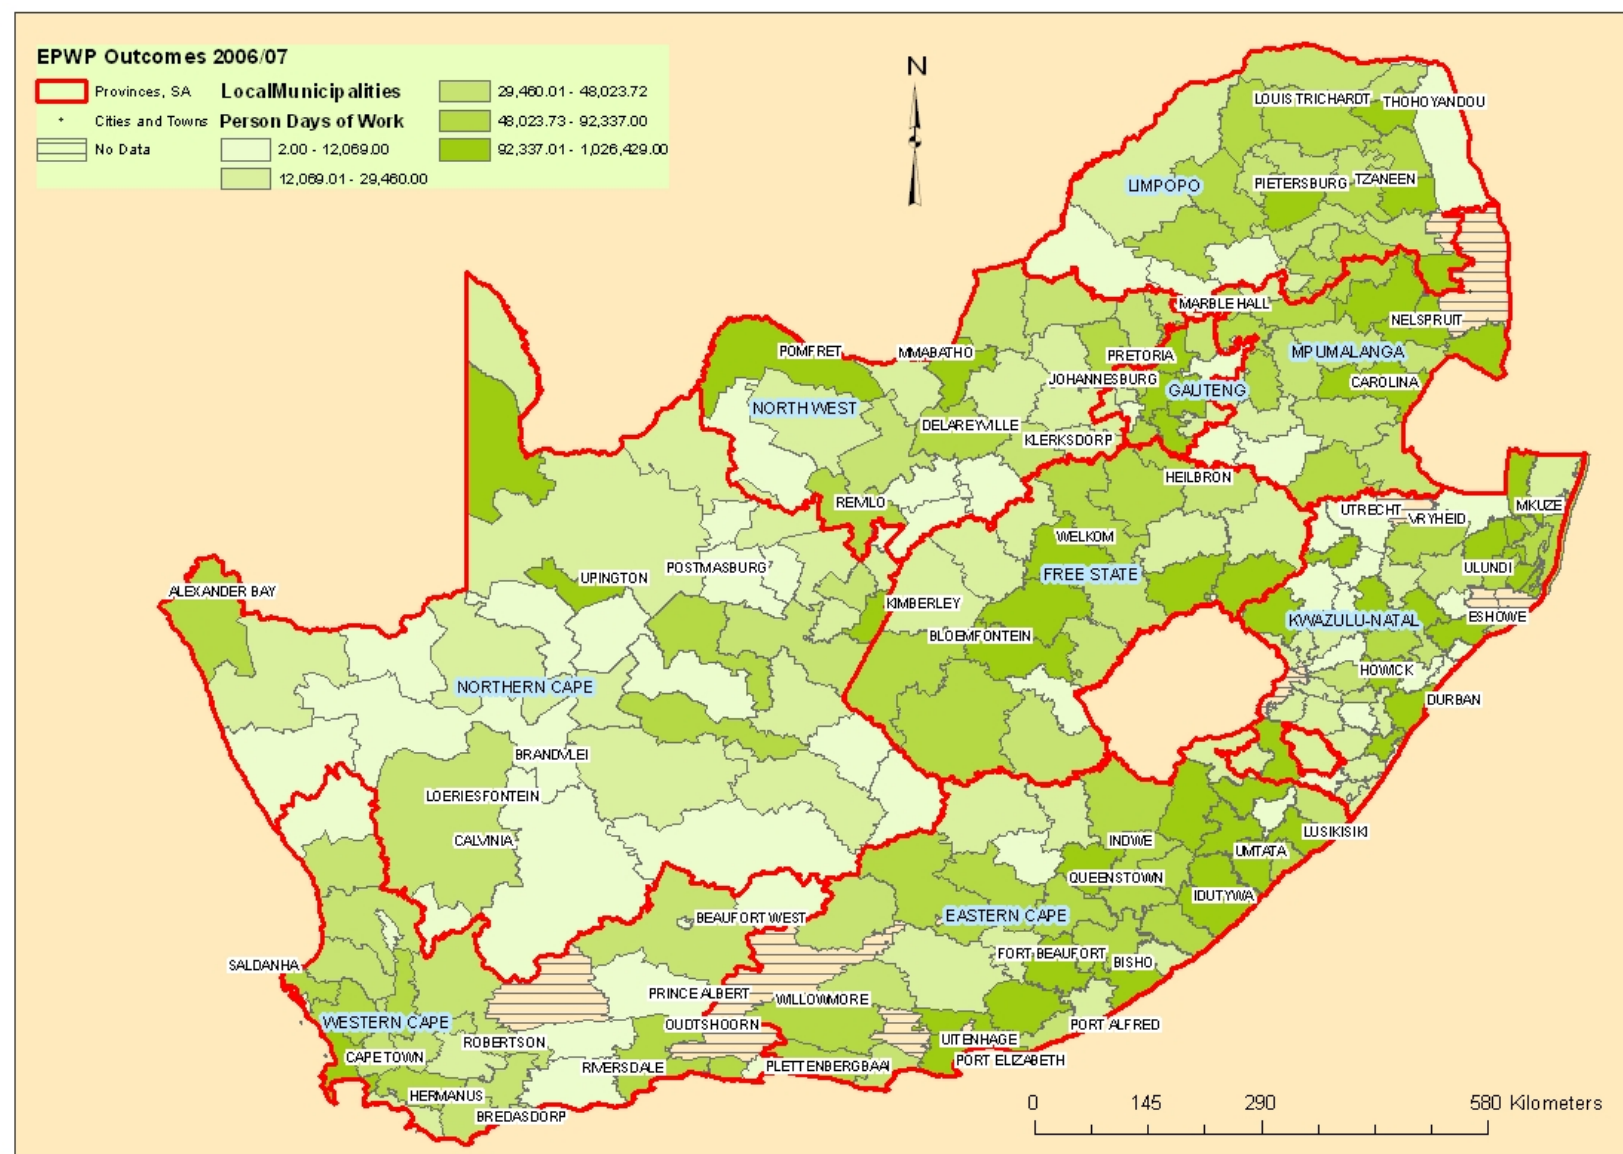 EPWP Outcomes 2006/07
Provinces, SA
Cities and Towns
No Data
LocalMunicipalities
Person Days of Work
2.00 - 12,069.00
12,069.01 - 29,460.00
29,460.01 - 48,023.72
48,023.73 - 92,337.00
92,337.01 - 1,026,429.00
N
LOUIS TRICHARDT
THOHOYANDOU
LIMPOPO
PIETERSBURG
TZANEEN
MARBLE HALL
NELSPRUIT
POMFRET
MMABATHO
PRETORIA
MPUMALANGA
JOHANNESBURG
CAROLINA
GAUTENG
NORTH WEST
DELAREYVILLE
KLERKSDORP
HEILBRON
REMLO
UTRECHT
VRYHEID
MKUZE
WELKOM
POSTMASBURG
UPINGTON
FREE STATE
ULUNDI
ALEXANDER BAY
KIMBERLEY
BLOEMFONTEIN
KWAZULU-NATAL
ESHOWE
HOWICK
NORTHERN CAPE
DURBAN
BRANDVLEI
LOERIESFONTEIN
CALVINIA
INDWE
LUSIKISIKI
UMTATA
QUEENSTOWN
IDUTYWA
BEAUFORT WEST
EASTERN CAPE
FORT BEAUFORT
BISHO
SALDANHA
PRINCE ALBERT
WILLOWMORE
WESTERN CAPE
OUDTSHOORN
PORT ALFRED
ROBERTSON
UITENHAGE
CAPE TOWN
RIVERSDALE
PLETTENBERGBAAI
PORT ELIZABETH
HERMANUS
BREDASDORP
0 145 290 580 Kilometers